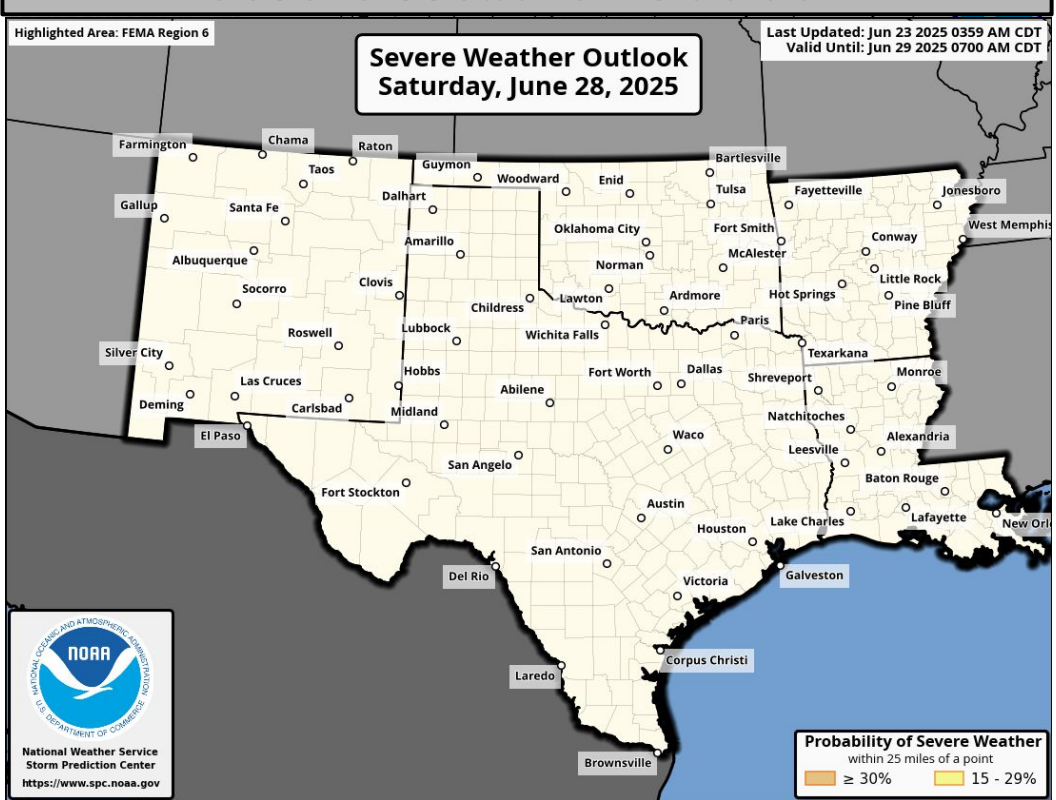 Highlighted Area: FEMA Region 6
Severe Weather Outlook
Saturday, June 28, 2025
Last Updated: Jun 23 2025 0359 AM CDT
Valid Until: Jun 29 2025 0700 AM CDT
Farmington
Chama
Raton
Taos
Guymon
Woodward
Enid
Bartlesville
Tulsa
Fayetteville
Jonesboro
Gallup
Santa Fe
Dalhart
West Memphis
Albuquerque
Amarillo
Oklahoma City
Fort Smith
Conway
Norman
McAlester
Little Rock
Socorro
Clovis
Childress
Lawton
Ardmore
Hot Springs
Pine Bluff
Roswell
Lubbock
Wichita Falls
Paris
Texarkana
Silver City
Las Cruces
Hobbs
Fort Worth
Dallas
Shreveport
Monroe
Deming
Carlsbad
Midland
Abilene
Natchitoches
El Paso
Waco
Leesville
Alexandria
San Angelo
Baton Rouge
Fort Stockton
Austin
Houston
Lake Charles
Lafayette
New Orl
San Antonio
Del Rio
Galveston
Victoria
Laredo
Corpus Christi
Brownsville
NATIONAL OCEANIC AND ATMOSPHERIC ADMINISTRATION
NOAA
U.S. DEPARTMENT OF COMMERCE
National Weather Service
Storm Prediction Center
https://www.spc.noaa.gov
Probability of Severe Weather
within 25 miles of a point
≥ 30%
15 - 29%